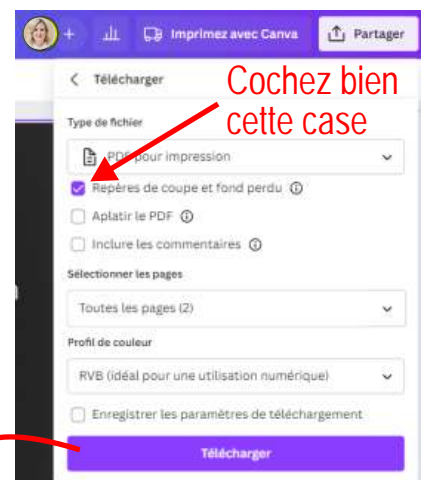 + Imprimez avec Canva Partager
Télécharger
Cochez bien
cette case
Type de fichier
PDF pour impression
Repères de coupe et fond perdu
Aplatir le PDF
Inclure les commentaires
Sélectionner les pages
Toutes les pages (2)
Profil de couleur
RVB (idéal pour une utilisation numérique)
Enregistrer les paramètres de téléchargement
Télécharger